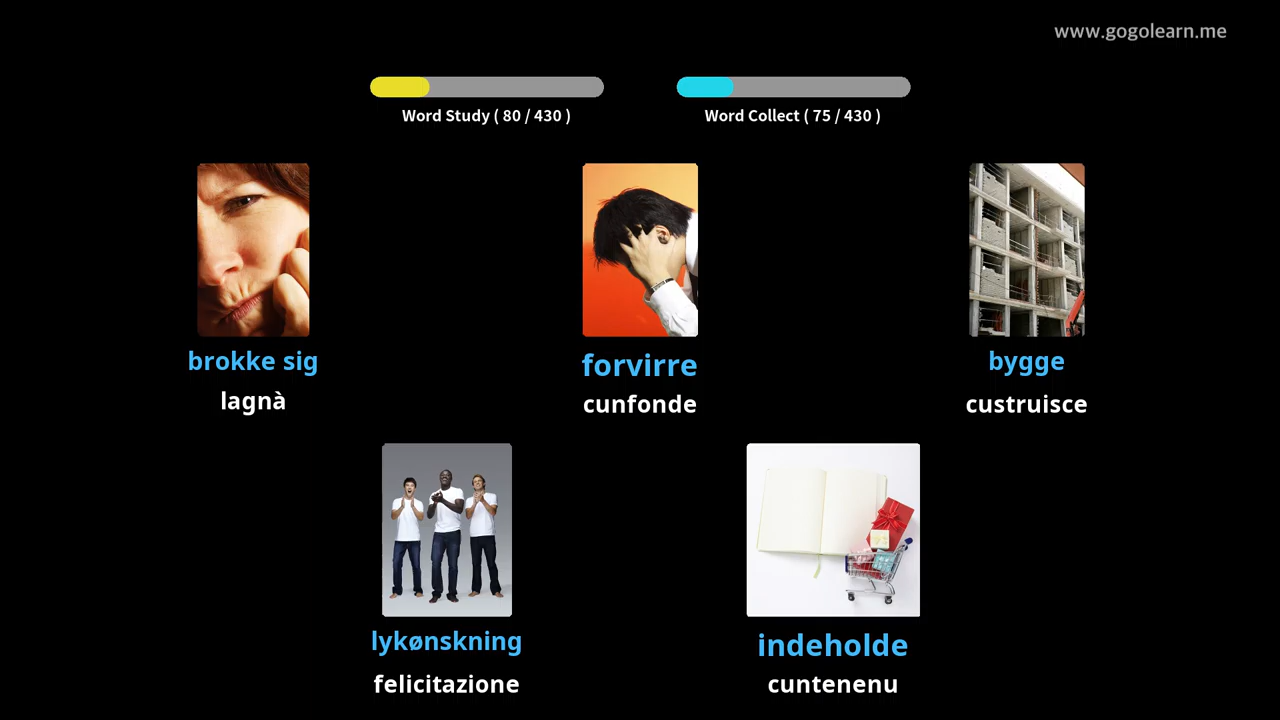 www.gogolearn.me
Word Study ( 80 / 430 )
Word Collect ( 75 / 430 )
brokke sig
lagnà
forvirre
cunfonde
bygge
custruisce
lykønskning
felicitazione
indeholde
cuntenenu